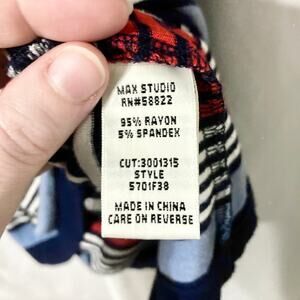 MAX STUDIO
RN#58822
95% RAYON
5% SPANDEX
CUT:3001315
STYLE
5701F38
MADE IN CHINA
CARE ON REVERSE